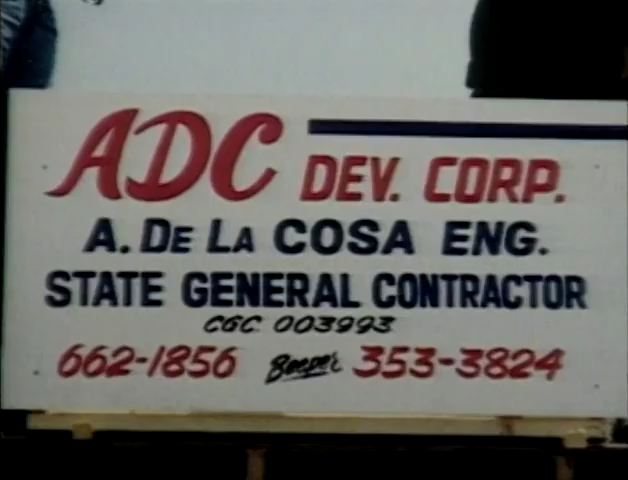 ADC DEV. CORP.
A. DE LA COSA ENG.
STATE GENERAL CONTRACTOR
CGC 003993
662-1856 Beeper 353-3824